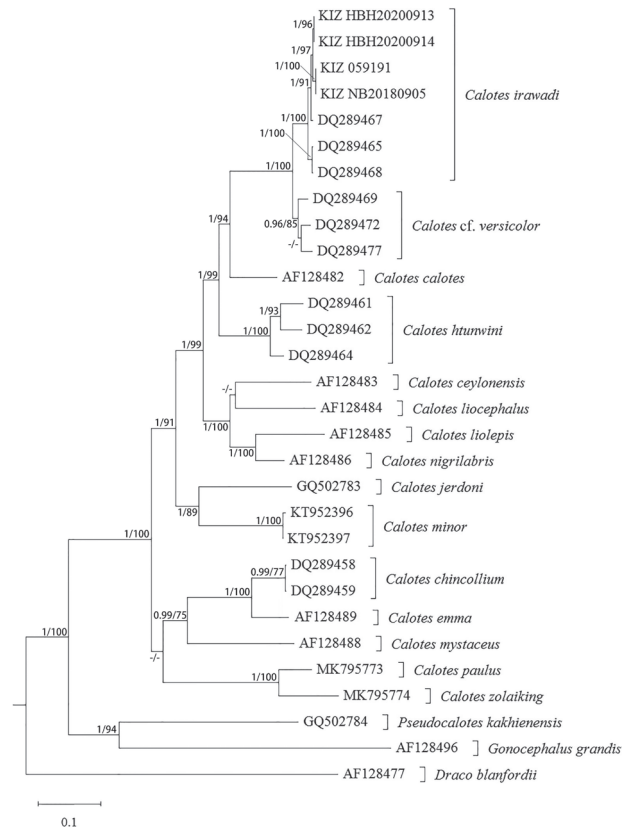 KIZ HBH20200913
1/96
KIZ HBH20200914
1/97
1/100
KIZ 059191
1/91
KIZ NB20180905
Calotes irawadi
1/100
DQ289467
1/100
DQ289465
1/100
DQ289468
DQ289469
1/94
0.96/85
DQ289472
Calotes cf. versicolor
-/-
DQ289477
1/99
AF128482
Calotes calotes
1/93
DQ289461
1/100
DQ289462
Calotes htunwini
1/99
DQ289464
-/-
AF128483
Calotes ceylonensis
AF128484
Calotes liocephalus
1/91
1/100
AF128485
Calotes liolepis
1/100
AF128486
Calotes nigrilabris
GQ502783
Calotes jerdoni
1/89
KT952396
1/100
Calotes minor
1/100
KT952397
DQ289458
0.99/77
Calotes chincollium
1/100
DQ289459
0.99/75
AF128489
Calotes emma
1/100
AF128488
Calotes mystaceus
-/-
MK795773
Calotes paulus
1/100
MK795774
Calotes zolaiking
GQ502784
Pseudocalotes kakhienensis
1/94
AF128496
Gonocephalus grandis
AF128477
Draco blanfordii
0.1